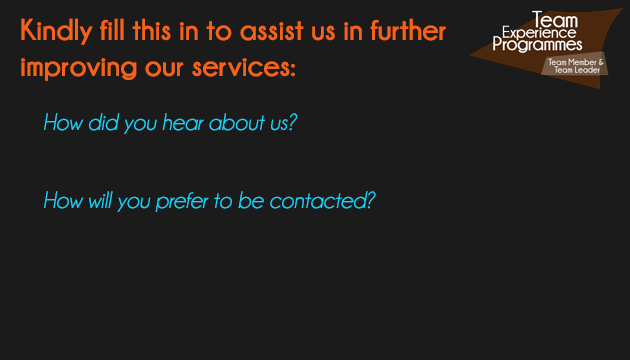 Kindly fill this in to assist us in further
improving our services:
Team
Experience
Programmes
Team Member &
Team Leader
How did you hear about us?
How will you prefer to be contacted?